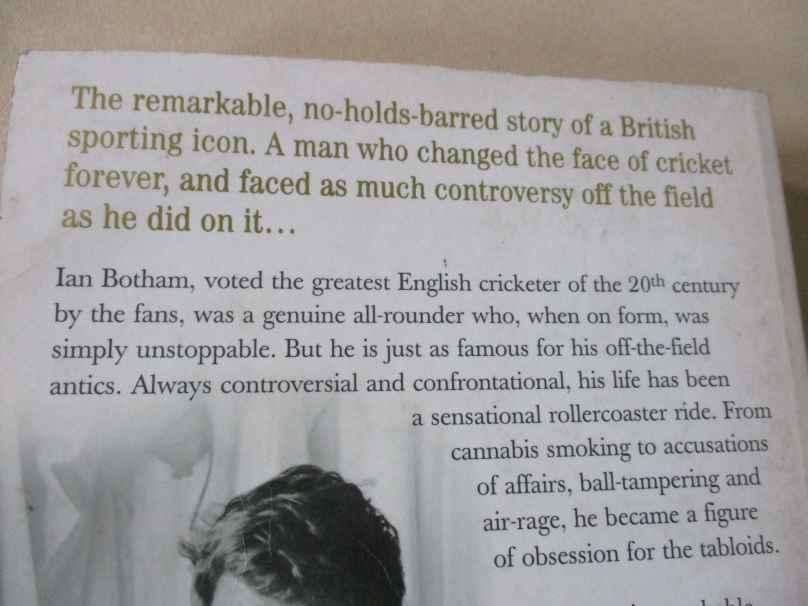 The remarkable, no-holds-barred story of a British
sporting icon. A man who changed the face of cricket
forever, and faced as much controversy off the field
as he did on it...
Ian Botham, voted the greatest English cricketer of the 20th century
by the fans, was a genuine all-rounder who, when on form, was
simply unstoppable. But he is just as famous for his off-the-field
antics. Always controversial and confrontational, his life has been
a sensational rollercoaster ride. From
cannabis smoking to accusations
of affairs, ball-tampering and
air-rage, he became a figure
of obsession for the tabloids.